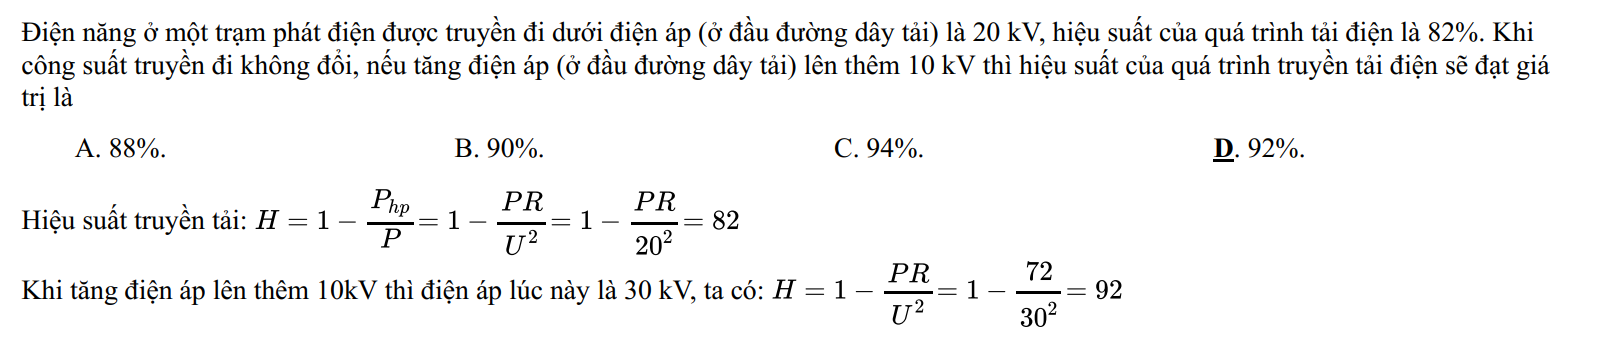 Điện năng ở một trạm phát điện được truyền đi dưới điện áp (ở đầu đường dây tải) là 20 kV, hiệu suất của quá trình tải điện là 82%. Khi
công suất truyền đi không đổi, nếu tăng điện áp (ở đầu đường dây tải) lên thêm 10 kV thì hiệu suất của quá trình truyền tải điện sẽ đạt giá
trị là
A. 88%. B. 90%. C. 94%. D. 92%.
Hiệu suất truyền tải: $H = 1 - \frac{P_{hp}}{P} = 1 - \frac{PR}{U^2} = 1 - \frac{PR}{20^2} = 82$
Khi tăng điện áp lên thêm 10kV thì điện áp lúc này là 30 kV, ta có: $H = 1 - \frac{PR}{U^2} = 1 - \frac{72}{30^2} = 92$